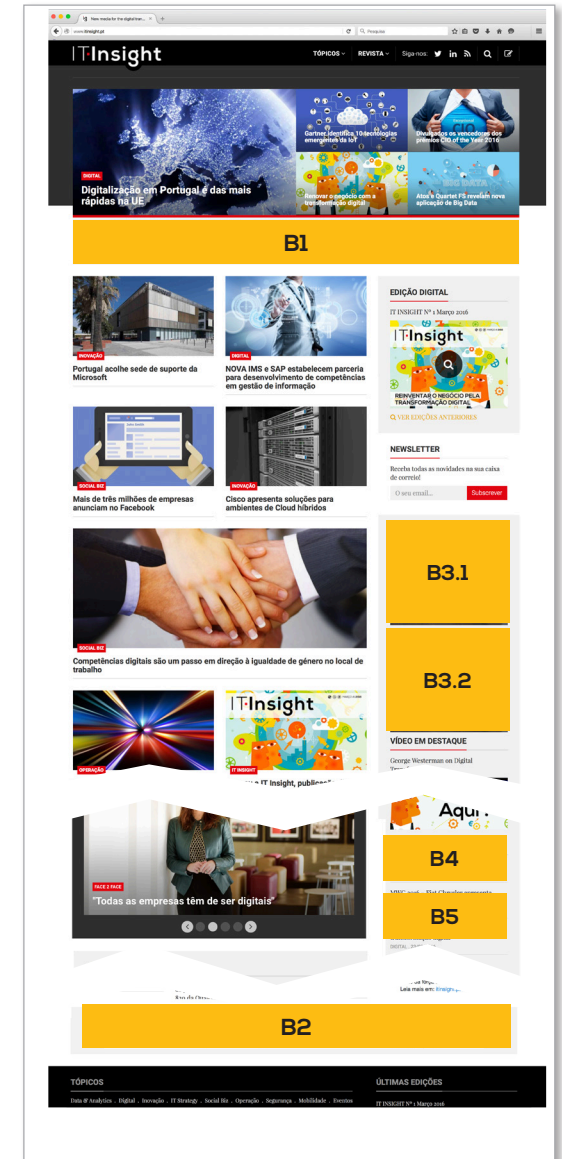 New media for the digital tran...
www.itinsight.pt
Pesquisa
IT Insight
TÓPICOS
REVISTA
Siga-nos:
Gartner identifica 10 tecnologias
emergentes da IoT
Divulgados os vencedores dos
prémios CIO of the Year 2016
DIGITAL
Digitalização em Portugal é das mais
rápidas na UE
Renovar o negócio com a
transformação digital
BIG DATA
Atos e Quartet FS revelam nova
aplicação de Big Data
B1
INOVAÇÃO
Portugal acolhe sede de suporte da
Microsoft
DIGITAL
NOVA IMS e SAP estabelecem parceria
para desenvolvimento de competências
em gestão de informação
EDIÇÃO DIGITAL
IT INSIGHT Nº 1 Março 2016
IT Insight
REINVENTAR O NEGÓCIO PELA
TRANSFORMAÇÃO DIGITAL
VER EDIÇÕES ANTERIORES
SOCIAL BIZ
Mais de três milhões de empresas
anunciam no Facebook
INOVAÇÃO
Cisco apresenta soluções para
ambientes de Cloud híbridos
NEWSLETTER
Receba todas as novidades na sua caixa
de correio!
O seu email...
Subscrever
B3.1
SOCIAL BIZ
Competências digitais são um passo em direção à igualdade de género no local de
trabalho
B3.2
OPERAÇÃO
IT Insight
IT INSIGHT
IT Insight, publicação
VÍDEO EM DESTAQUE
George Westerman on Digital
Aqui
FACE 2 FACE
"Todas as empresas têm de ser digitais"
B4
B5
DIGITAL
Leia mais em:
B2
TÓPICOS
Data & Analytics . Digital . Inovação . IT Strategy . Social Biz . Operação . Segurança . Mobilidade . Eventos
ÚLTIMAS EDIÇÕES
IT INSIGHT Nº 1 Março 2016